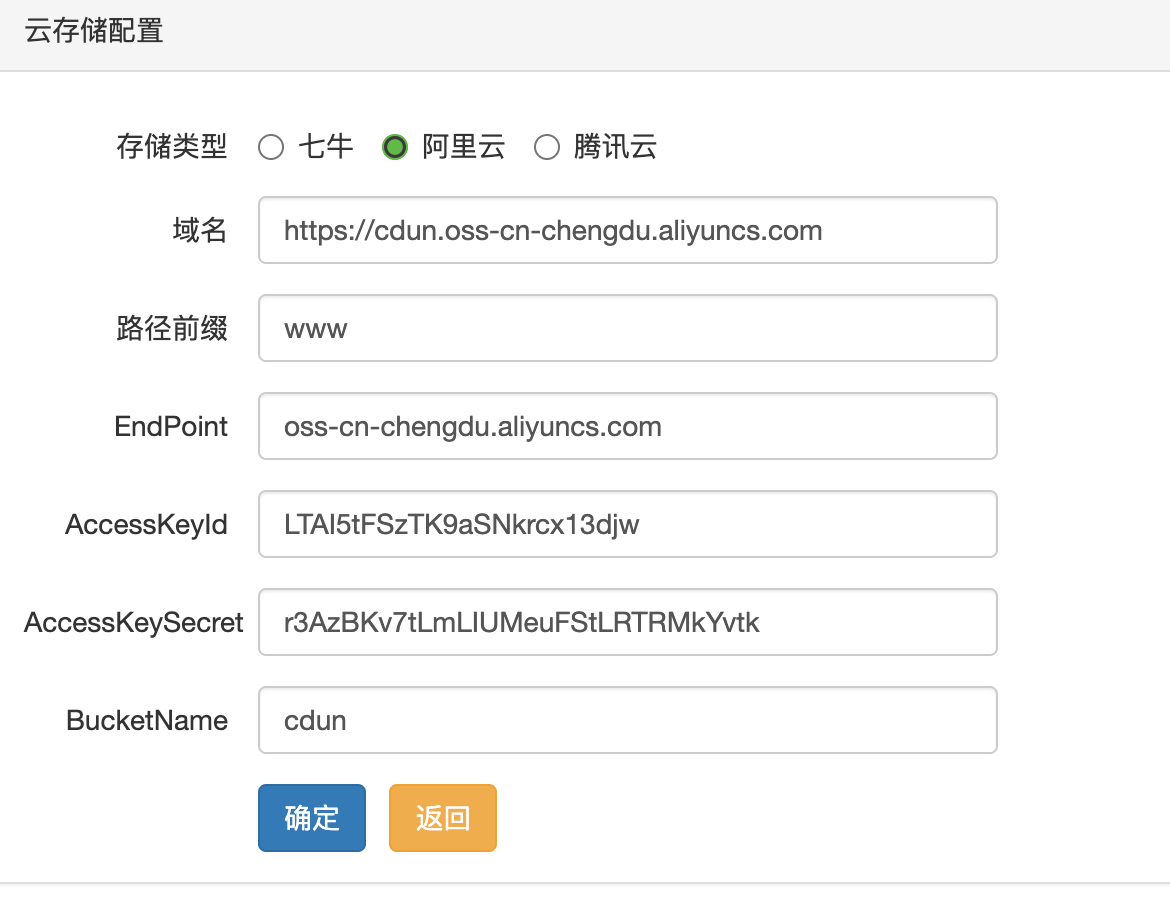 云存储配置
存储类型 七牛 阿里云 腾讯云
域名 https://cdun.oss-cn-chengdu.aliyuncs.com
路径前缀 www
EndPoint oss-cn-chengdu.aliyuncs.com
AccessKeyId LTAI5tFSzTK9aSNkrcx13djw
AccessKeySecret r3AzBKv7tLmLlUMeuFStLRTRMkYvtk
BucketName cdun
确定 返回